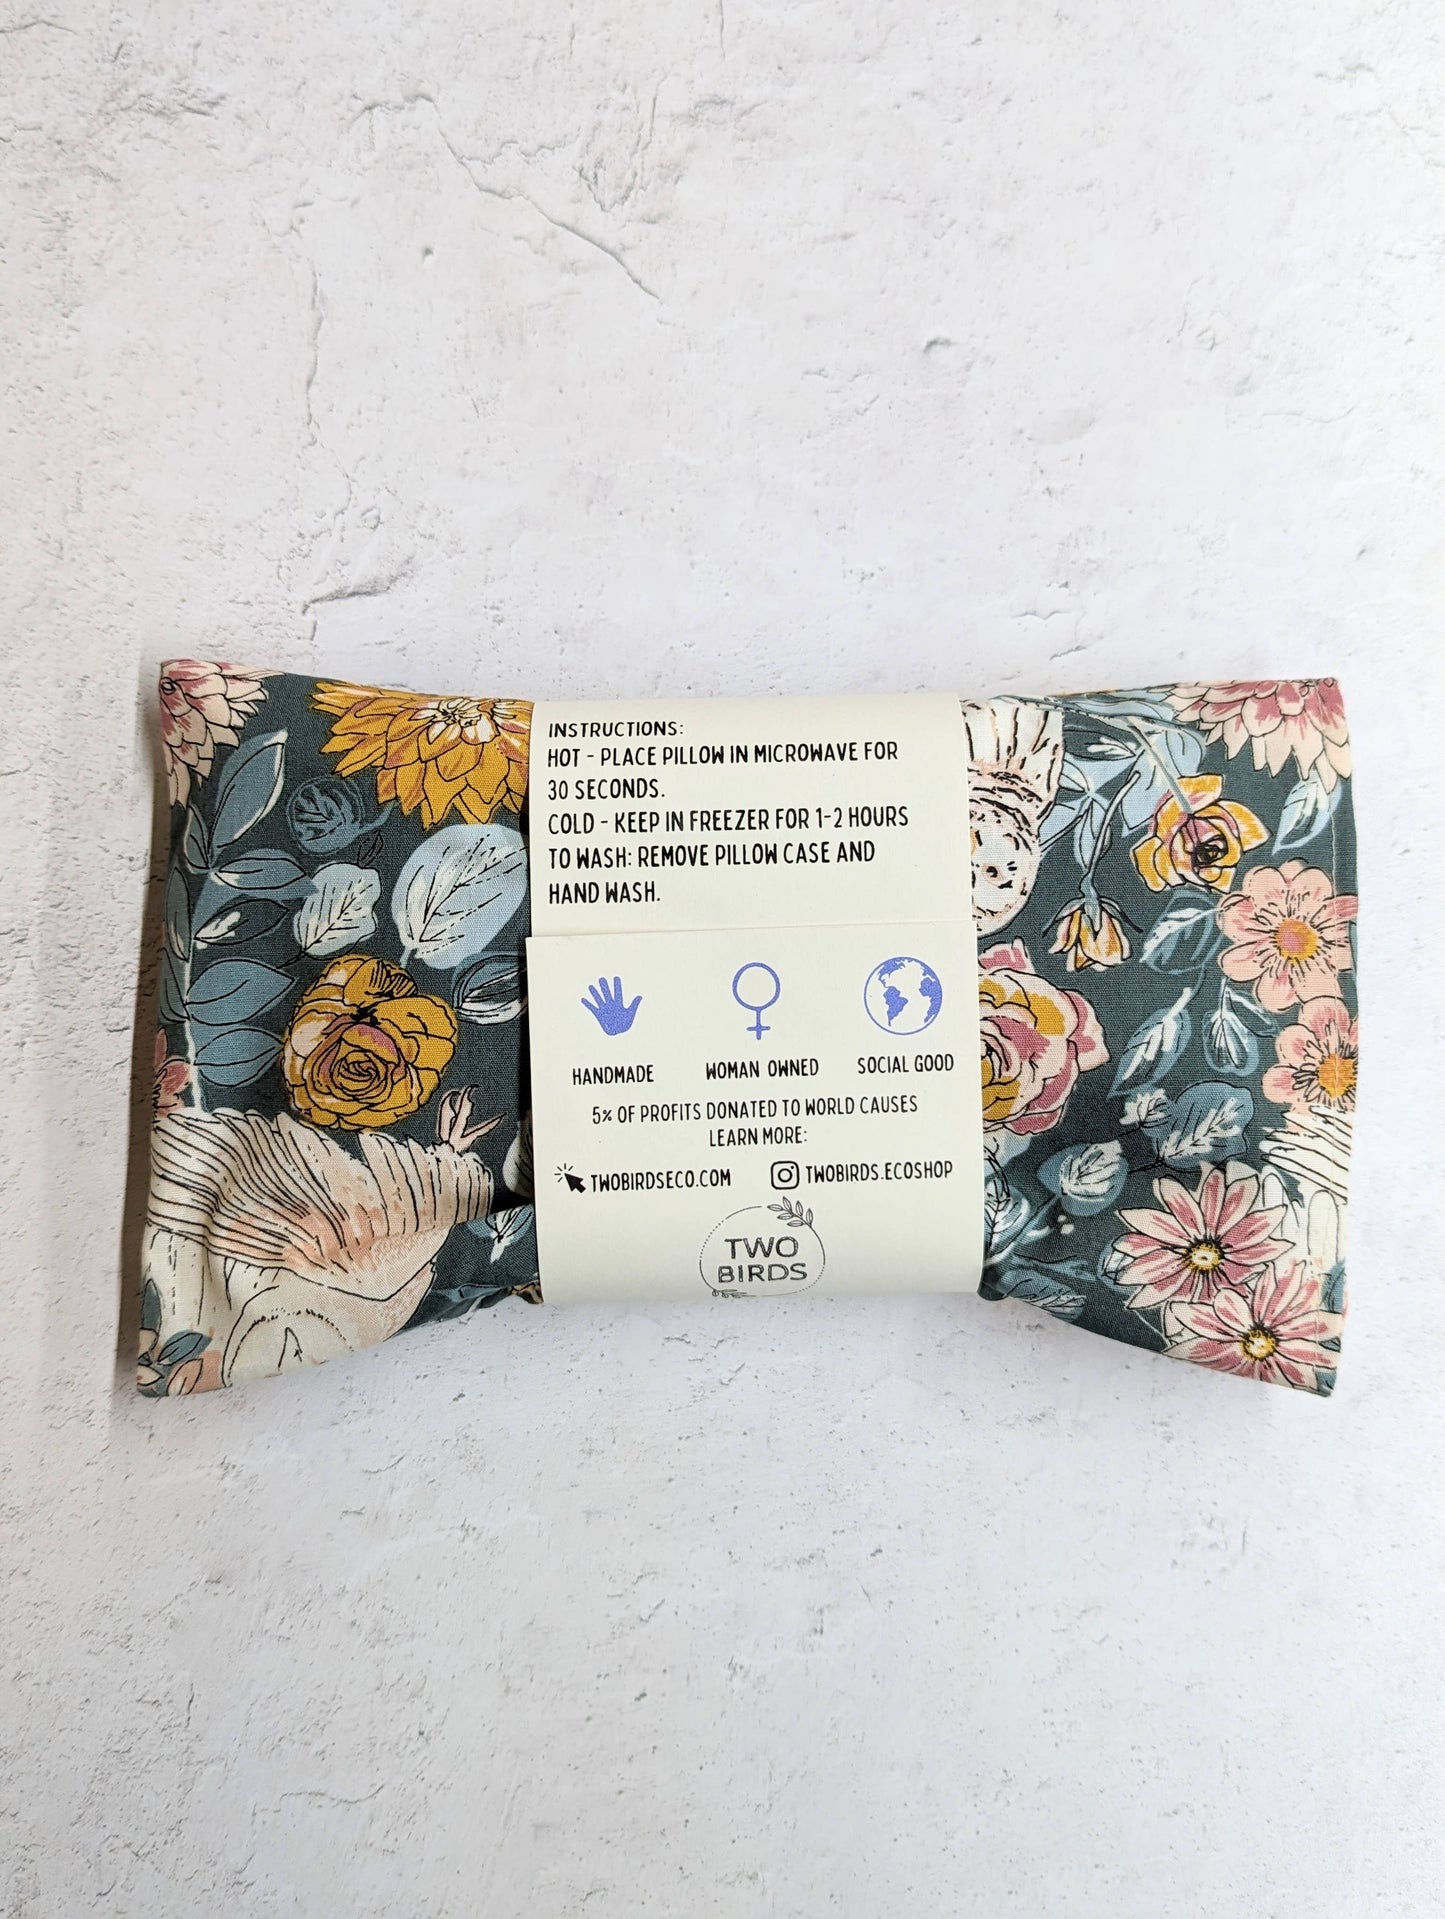 INSTRUCTIONS:
HOT - PLACE PILLOW IN MICROWAVE FOR
30 SECONDS.
COLD - KEEP IN FREEZER FOR 1-2 HOURS
TO WASH: REMOVE PILLOW CASE AND
HAND WASH.
HANDMADE WOMAN OWNED SOCIAL GOOD
5% OF PROFITS DONATED TO WORLD CAUSES
LEARN MORE:
TWOBIRDSECO.COM TWOBIRDS.ECOSHOP
TWO
BIRDS